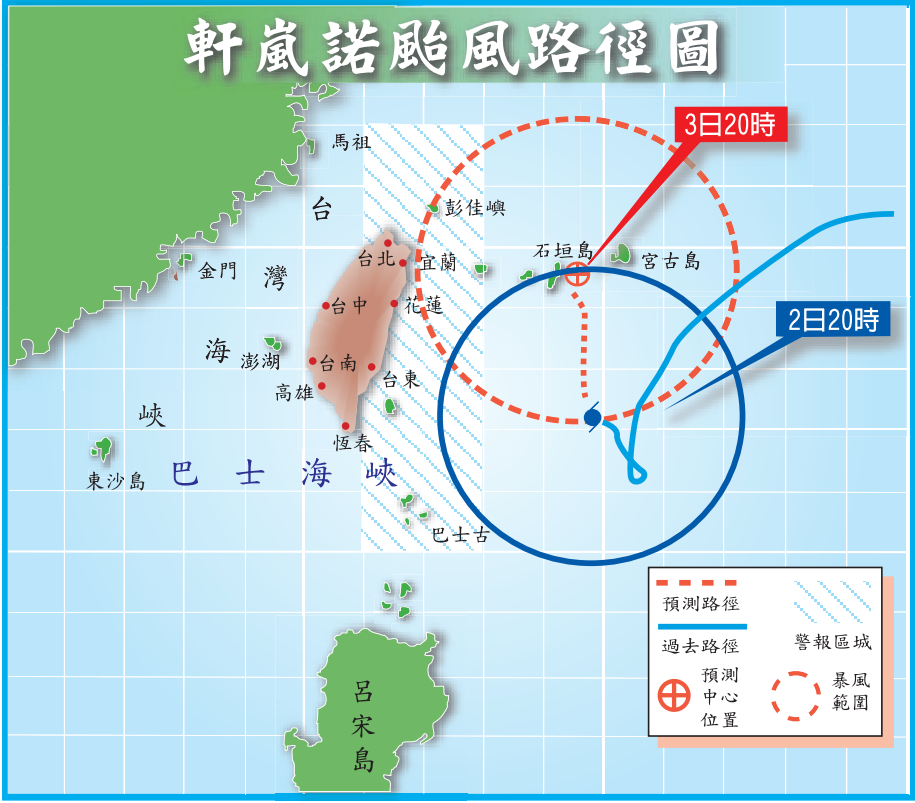 軒嵐諾颱風路徑圖
3日20時
馬祖
台灣海峽
彭佳嶼
石垣島
宮古島
台北
宜蘭
金門
台中
花蓮
2日20時
澎湖
台南
台東
高雄
恆春
東沙島
巴士海峽
巴士古
呂宋島
預測路徑
過去路徑
預測
中心
位置
警報區域
暴風
範圍